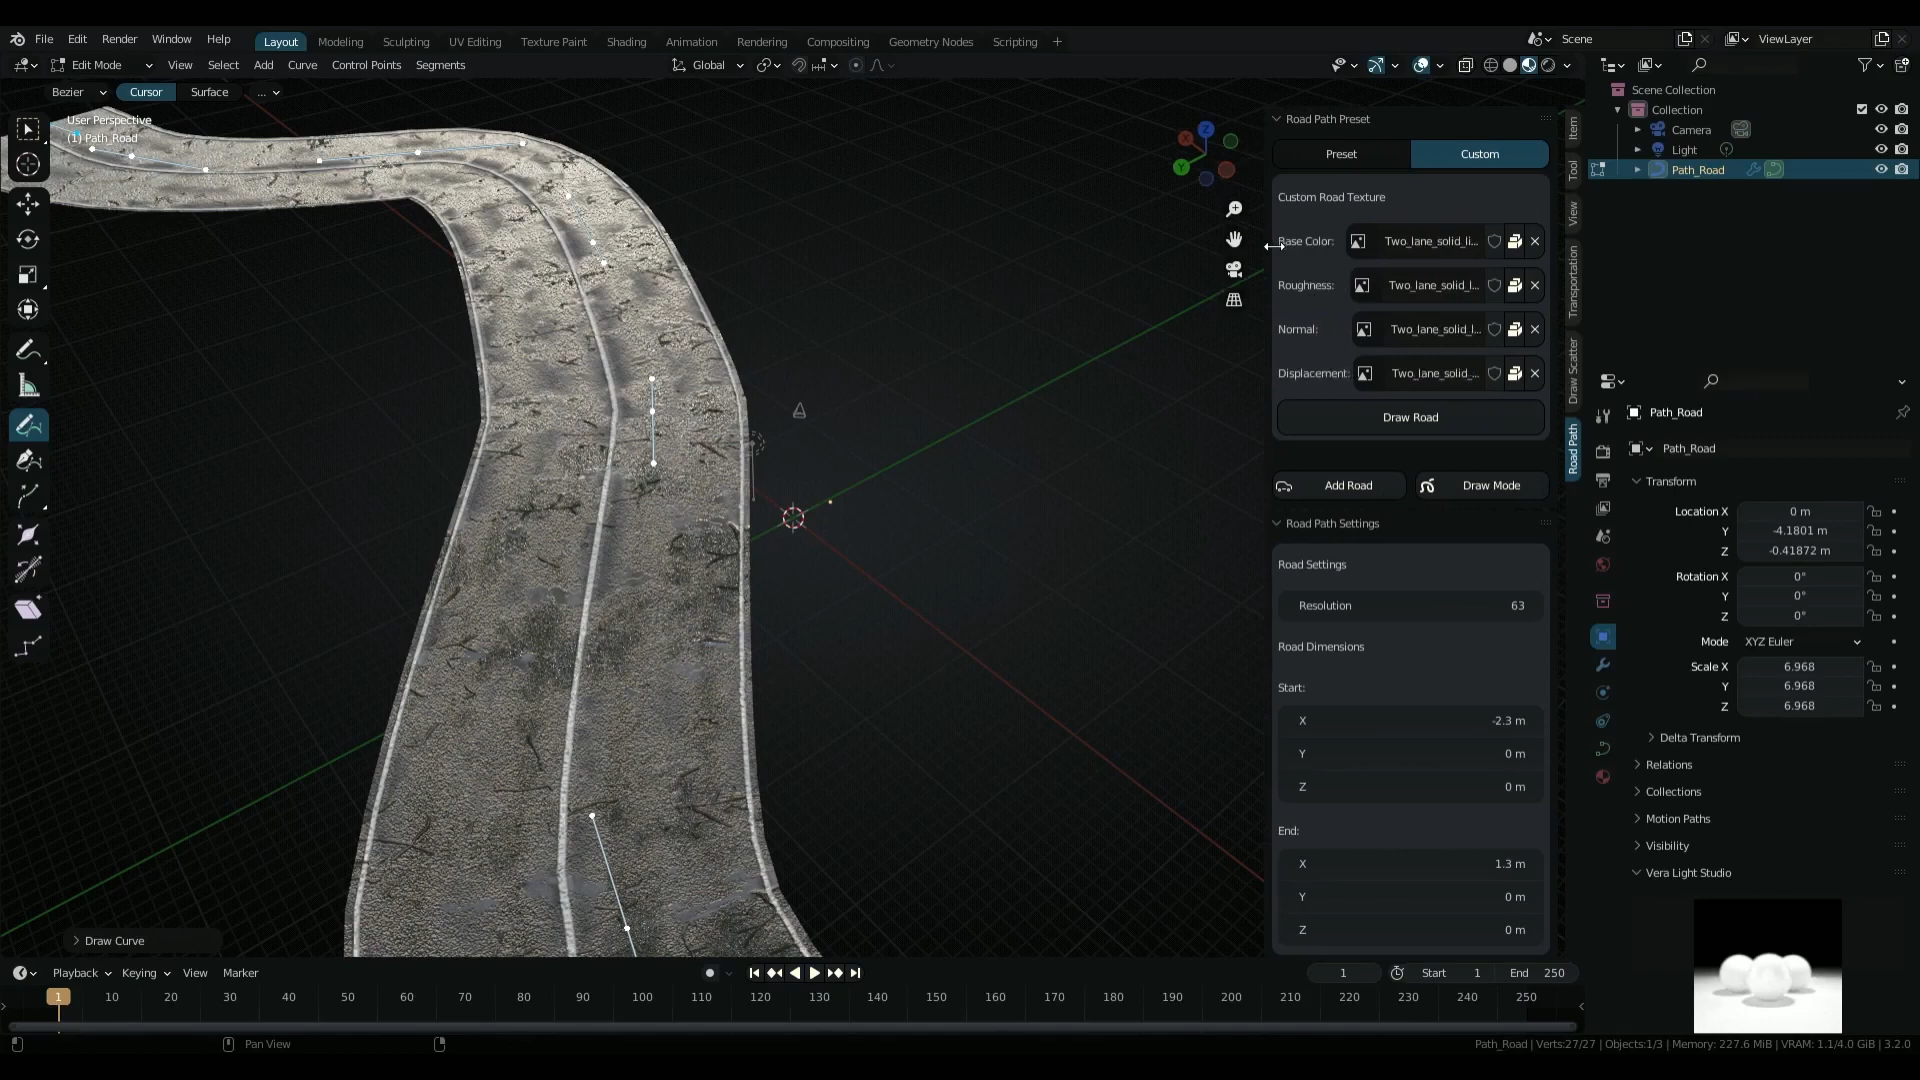 File Edit Render Window Help Layout Modeling Sculpting UV Editing Texture Paint Shading Animation Rendering Compositing Geometry Nodes Scripting + Scene ViewLayer
Edit Mode View Select Add Curve Control Points Segments Global
Bezier Cursor Surface ...
User Perspective
(1) Path_Road
Road Path Preset
Preset Custom
Custom Road Texture
Base Color: Two_lane_solid_li...
Roughness: Two_lane_solid_l...
Normal: Two_lane_solid_l...
Displacement: Two_lane_solid_...
Draw Road
Add Road Draw Mode
Road Path Settings
Road Settings
Resolution 63
Road Dimensions
Start:
X -2.3 m
Y 0 m
Z 0 m
End:
X 1.3 m
Y 0 m
Z 0 m
Item
Tool
View
Transportation
Draw Scatter
Road Path
X
Y
Z
Draw Curve
Scene Collection
Collection
Camera
Light
Path_Road
Path_Road
Path_Road
Transform
Location X 0 m
Y -4.1801 m
Z -0.41872 m
Rotation X 0°
Y 0°
Z 0°
Mode XYZ Euler
Scale X 6.968
Y 6.968
Z 6.968
Delta Transform
Relations
Collections
Motion Paths
Visibility
Vera Light Studio
Playback Keying View Marker 1 Start 1 End 250
1 10 20 30 40 50 60 70 80 90 100 110 120 130 140 150 160 170 180 190 200 210 220 230 240 250
Pan View
Path_Road | Verts:27/27 | Objects:1/3 | Memory: 227.6 MiB | VRAM: 1.1/4.0 GiB | 3.2.0